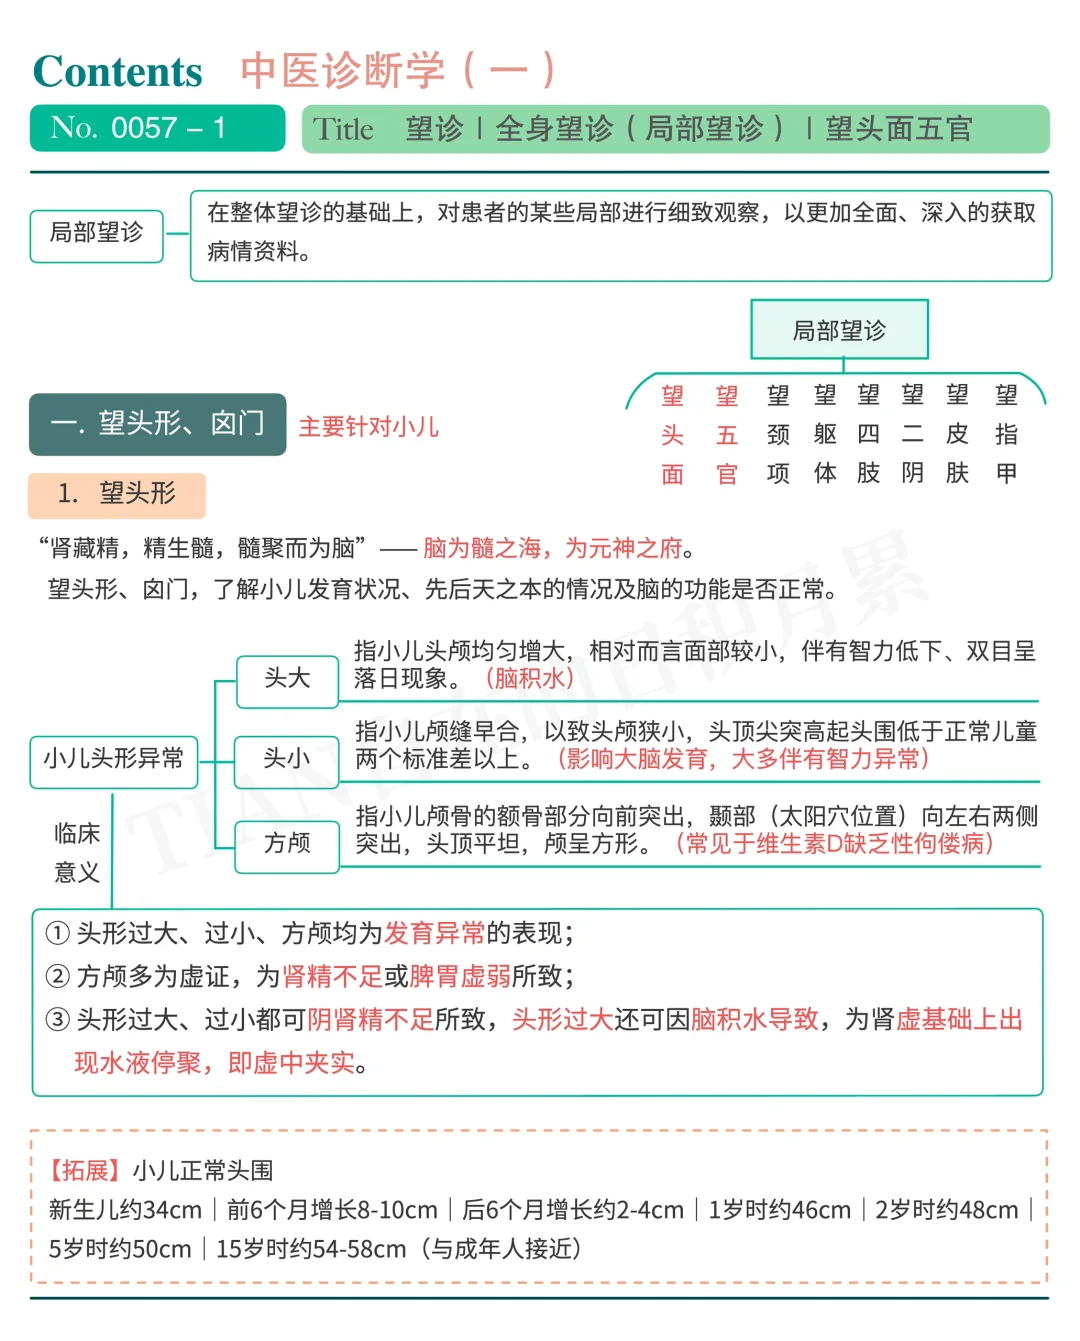 Contents 中医诊断学（一）
No. 0057 – 1
Title 望诊｜全身望诊（局部望诊）｜望头面五官
局部望诊
在整体望诊的基础上，对患者的某些局部进行细致观察，以更加全面、深入的获取
病情资料。
局部望诊
望头面 望五官 望颈项 望躯体 望四肢 望二阴 望皮肤 望指甲
一. 望头形、囟门 主要针对小儿
1. 望头形
“肾藏精，精生髓，髓聚而为脑”—— 脑为髓之海，为元神之府。
望头形、囟门，了解小儿发育状况、先后天之本的情况及脑的功能是否正常。
小儿头形异常
头大
指小儿头颅均匀增大，相对而言面部较小，伴有智力低下、双目呈
落日现象。（脑积水）
头小
指小儿颅缝早合，以致头颅狭小，头顶尖突高起头围低于正常儿童
两个标准差以上。（影响大脑发育，大多伴有智力异常）
方颅
指小儿颅骨的额骨部分向前突出，颞部（太阳穴位置）向左右两侧
突出，头顶平坦，颅呈方形。（常见于维生素D缺乏性佝偻病）
临床
意义
① 头形过大、过小、方颅均为发育异常的表现；
② 方颅多为虚证，为肾精不足或脾胃虚弱所致；
③ 头形过大、过小都可阴肾精不足所致，头形过大还可因脑积水导致，为肾虚基础上出
现水液停聚，即虚中夹实。
【拓展】小儿正常头围
新生儿约34cm｜前6个月增长8-10cm｜后6个月增长约2-4cm｜1岁时约46cm｜2岁时约48cm｜
5岁时约50cm｜15岁时约54-58cm（与成年人接近）